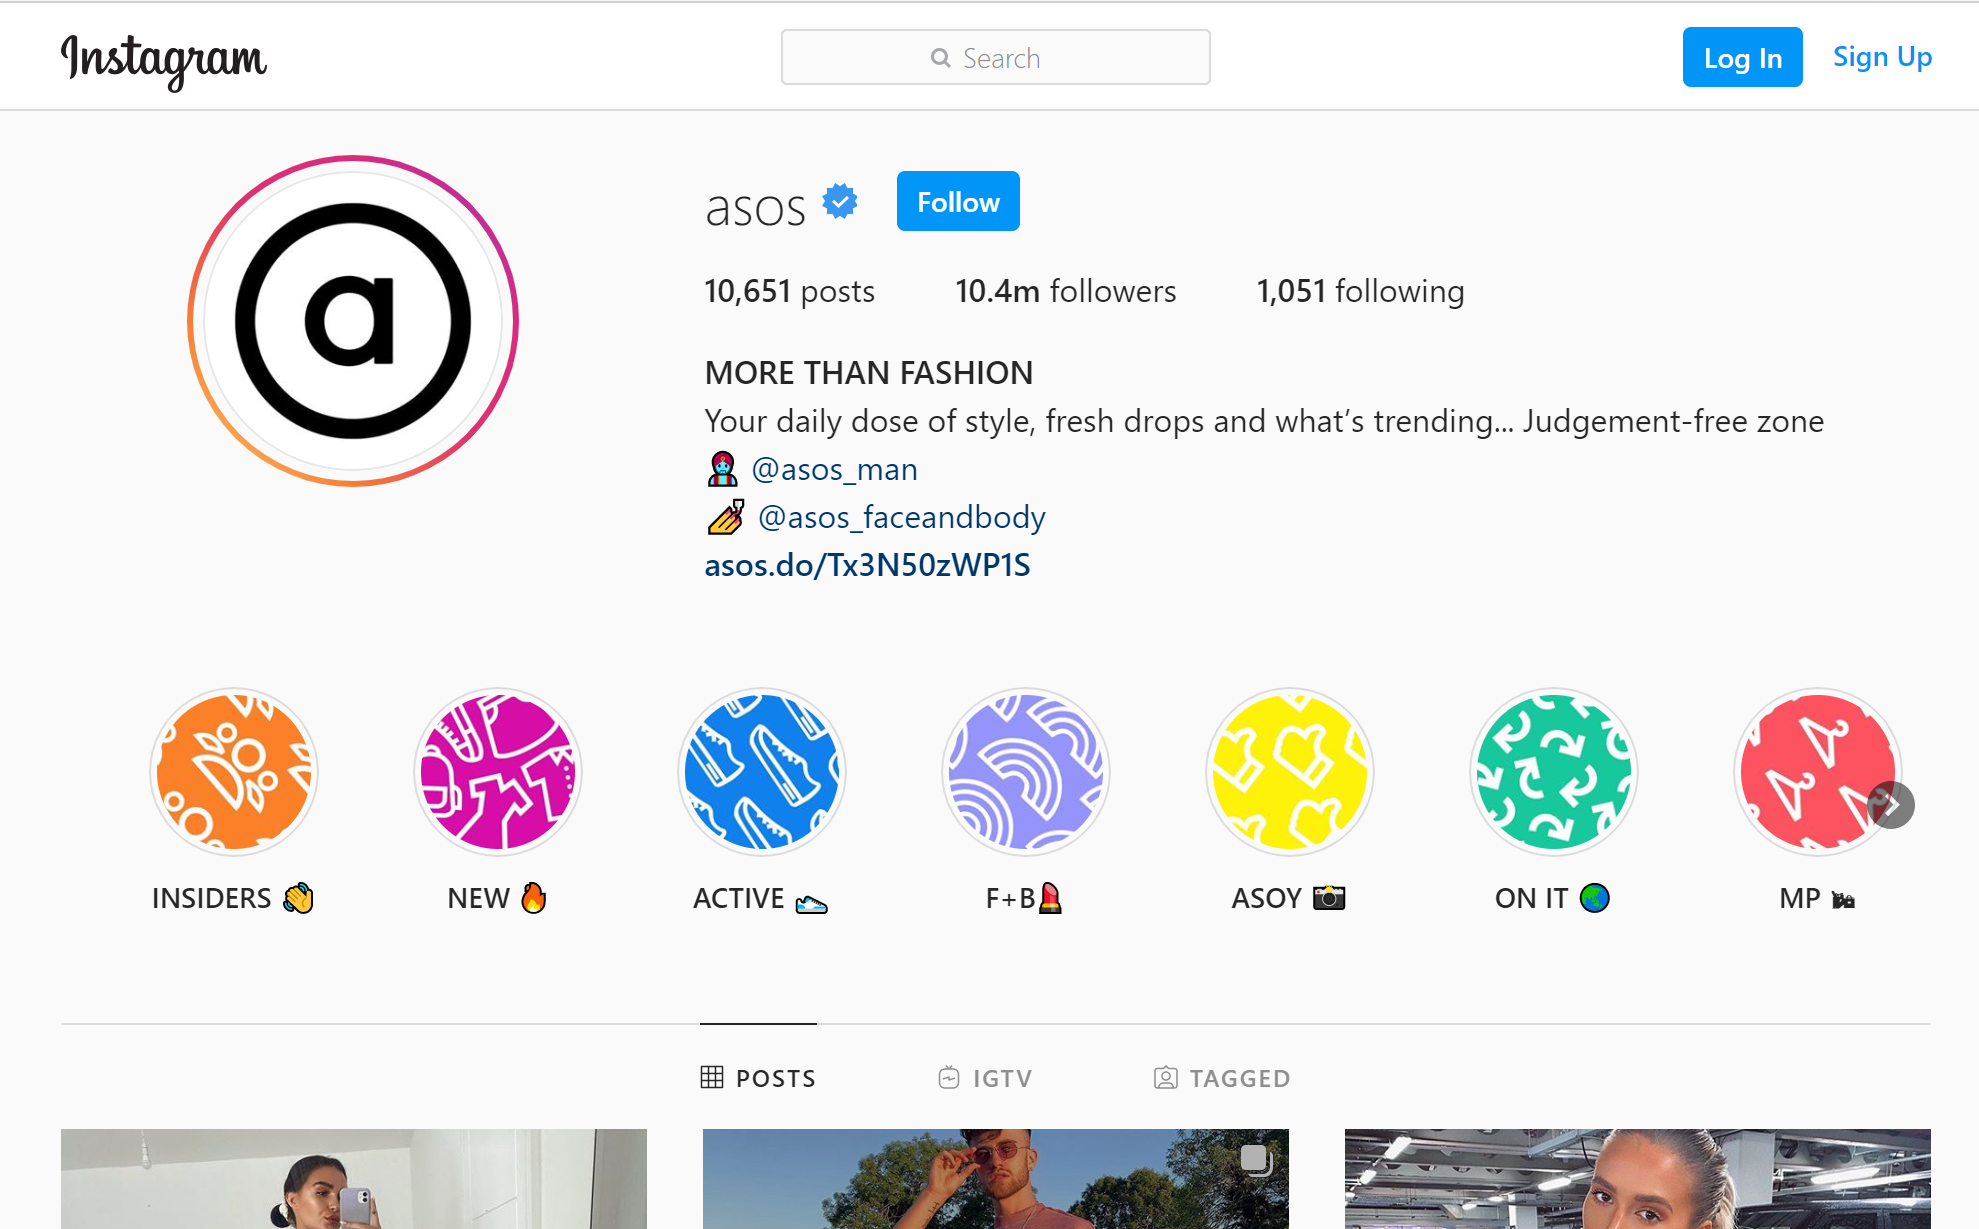 Instagram
Search
Log In
Sign Up
a
asos
Follow
10,651 posts
10.4m followers
1,051 following
MORE THAN FASHION
Your daily dose of style, fresh drops and what’s trending... Judgement-free zone
@asos_man
@asos_faceandbody
asos.do/Tx3N50zWP1S
INSIDERS 👋
NEW 🔥
ACTIVE 👟
F+B💄
ASOY 📸
ON IT 🌏
MP
POSTS
IGTV
TAGGED